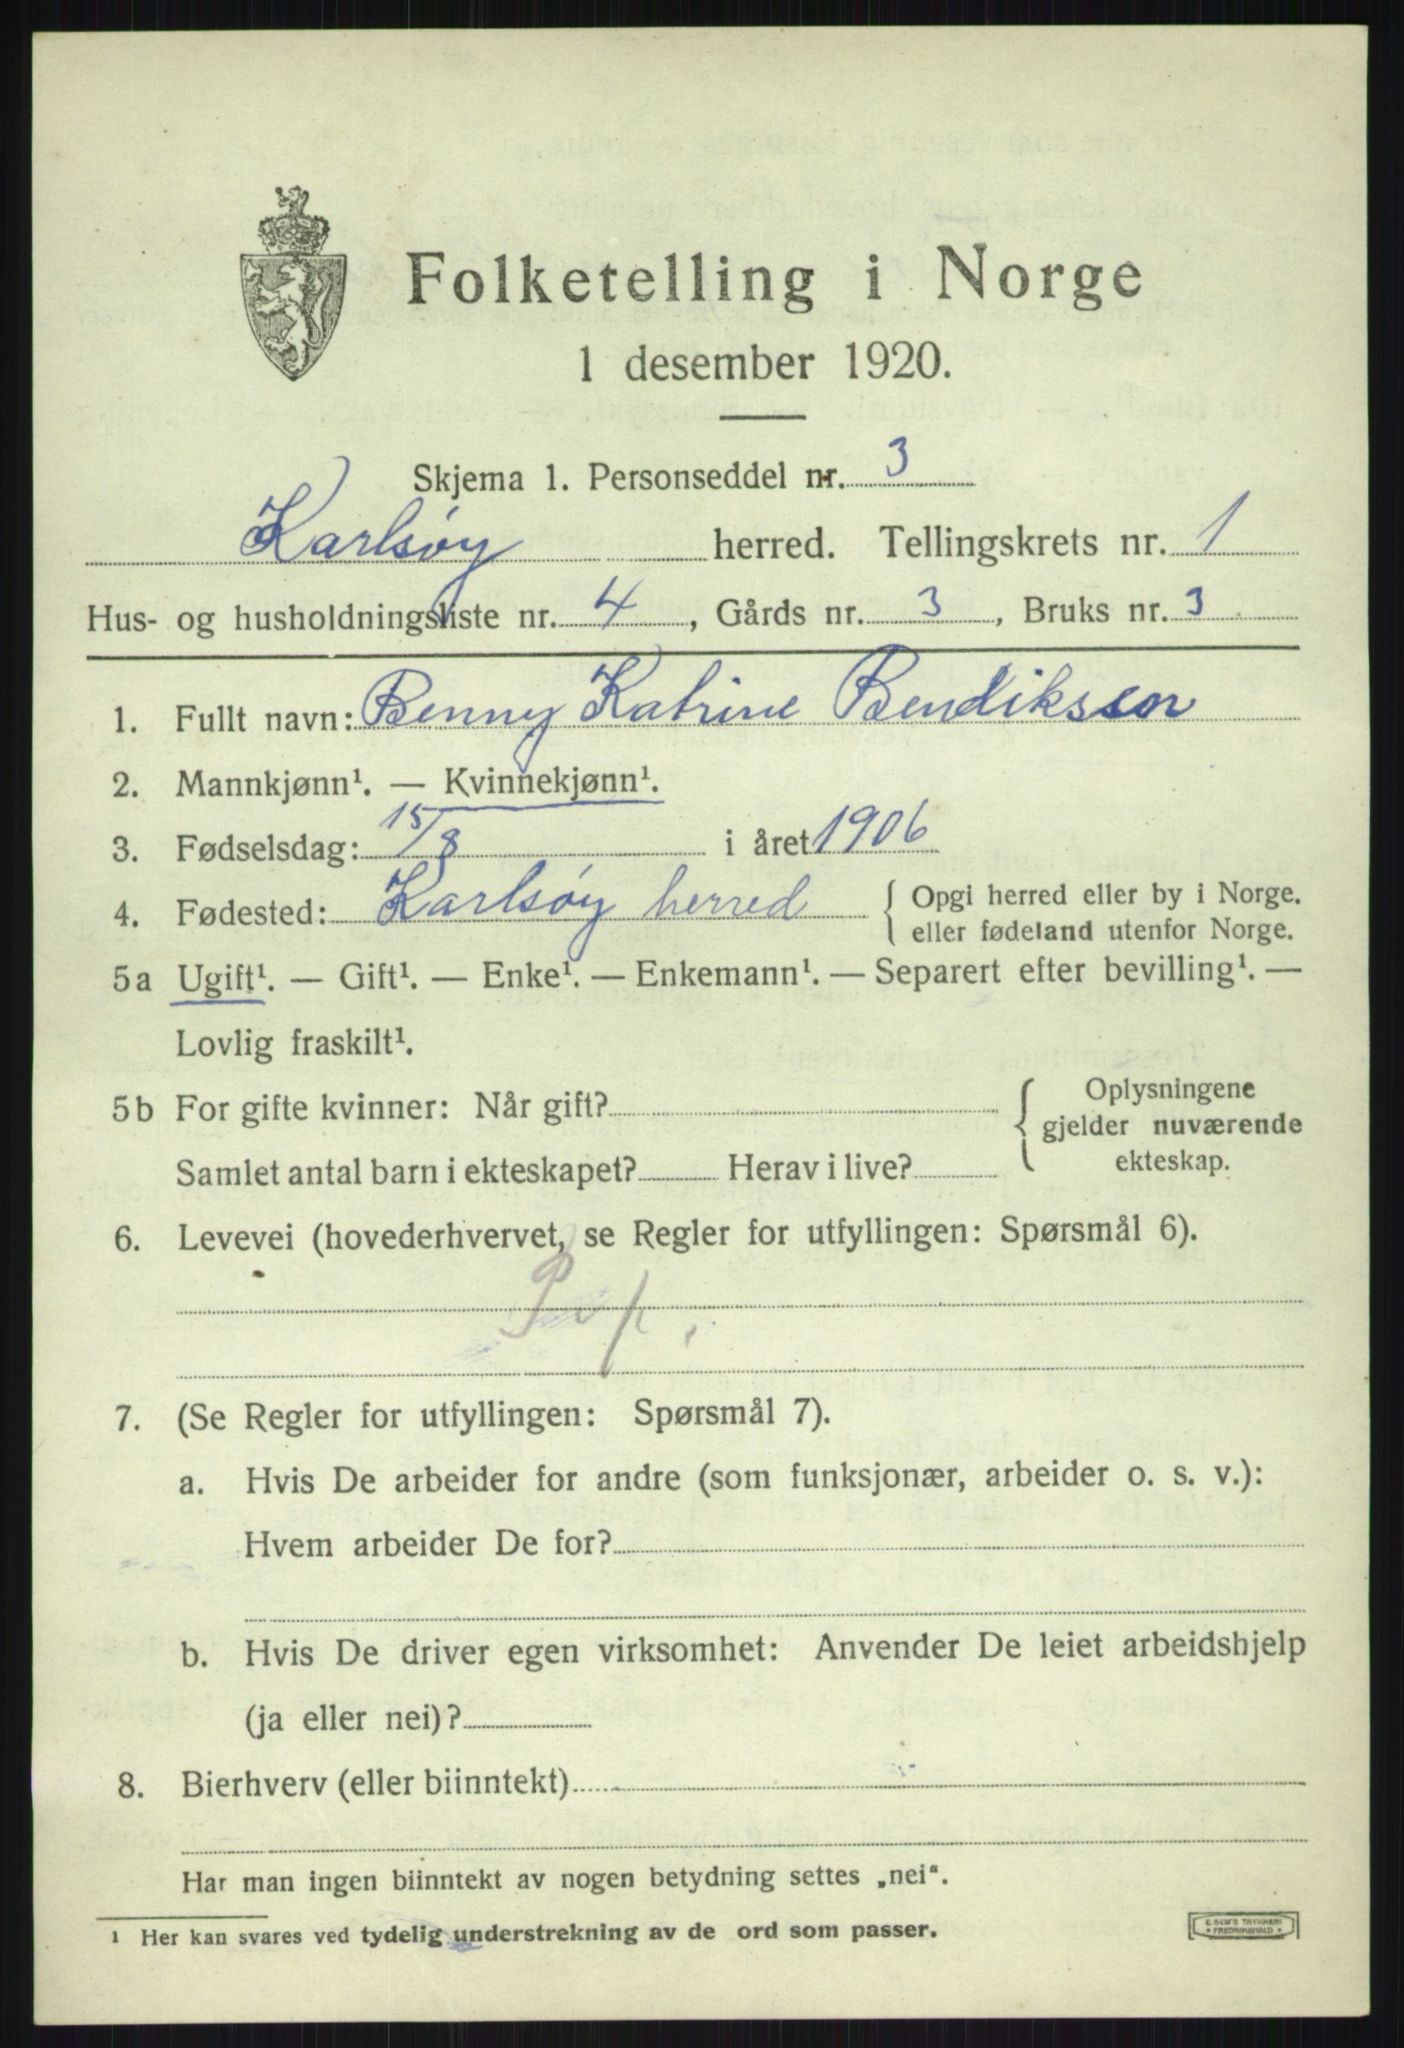 Folketelling i Norge
1 desember 1920.
Skjema 1. Personseddel nr. 3
Karlsøy herred. Tellingskrets nr. 1
Hus- og husholdningsliste nr. 4, Gårds nr. 3, Bruks nr. 3
1. Fullt navn: Benny Katrine Bendiksen
2. Mannkjønn¹. — Kvinnekjønn¹.
3. Fødselsdag: 15/8 i året 1906
4. Fødested: Karlsøy herred { Opgi herred eller by i Norge.
eller fødeland utenfor Norge.
5a Ugift¹. — Gift¹. — Enke¹. — Enkemann¹. — Separert efter bevilling¹. —
Lovlig fraskilt¹.
5b For gifte kvinner: Når gift? { Oplysningene
gjelder nuværende
Samlet antal barn i ekteskapet? Herav i live? ekteskap.
6. Levevei (hovederhvervet, se Regler for utfyllingen: Spørsmål 6).
7. (Se Regler for utfyllingen: Spørsmål 7).
a. Hvis De arbeider for andre (som funksjonær, arbeider o. s. v.):
Hvem arbeider De for?
b. Hvis De driver egen virksomhet: Anvender De leiet arbeidshjelp
(ja eller nei)?
8. Bierhverv (eller biinntekt)
Har man ingen biinntekt av nogen betydning settes „nei“.
¹ Her kan svares ved tydelig understrekning av de ord som passer.
E. SEM'S TRYKKERI
FREDRIKSHALD